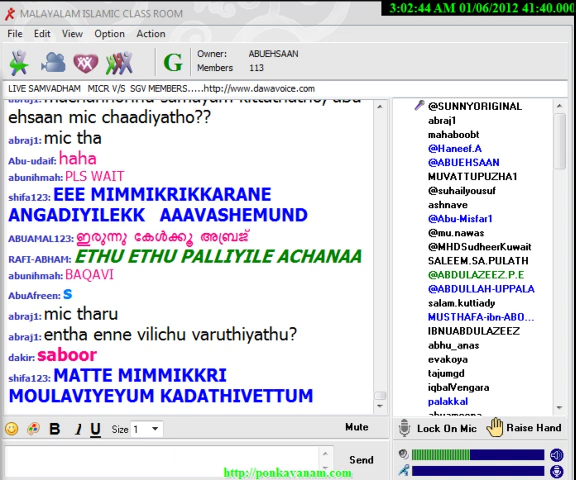 MALAYALAM ISLAMIC CLASS ROOM
3:02:44 AM 01/06/2012 41:40.000
File Edit View Option Action
G
Owner: ABUEHSAAN
Members 113
LIVE SAMVADHAM MICR V/S SGV MEMBERS.....http://www.dawavoice.com
ehsaan mic chaadiyatho??
abraj1: mic tha
Abu-udaif: haha
abunihmah: PLS WAIT
shifa123: EEE MIMMIKRIKKARANE
ANGADIYILEKK AAAVASHEMUND
ABUAMAL123: ഇരുന്നു കേൾക്കൂ അബ്രജ്
RAFI-ABHAM: ETHU ETHU PALLIYILE ACHANAA
abunihmah: BAQAVI
AbuAfreen: s
abraj1: mic tharu
abraj1: entha enne vilichu varuthiyathu?
dakir: saboor
shifa123: MATTE MIMMIKKRI
MOULAVIYEYUM KADATHIVETTUM
@SUNNYORIGINAL
abraj1
mahaboobt
@Haneef.A
@ABUEHSAAN
MUVATTUPUZHA1
@suhailyousuf
ashnave
@Abu-Misfar1
@mu.nawas
@MHDSudheerKuwait
SALEEM.SA.PULATH
@ABDULAZEEZ.P.E
@ABDULLAH-UPPALA
salam.kuttiady
MUSTHAFA-ibn-ABO...
IBNUABDULAZEEZ
abhu_anas
evakoya
tajumgd
iqbalVengara
palakkal
B I U Size 1 Mute
Lock On Mic Raise Hand
Send
http://ponkavanam.com